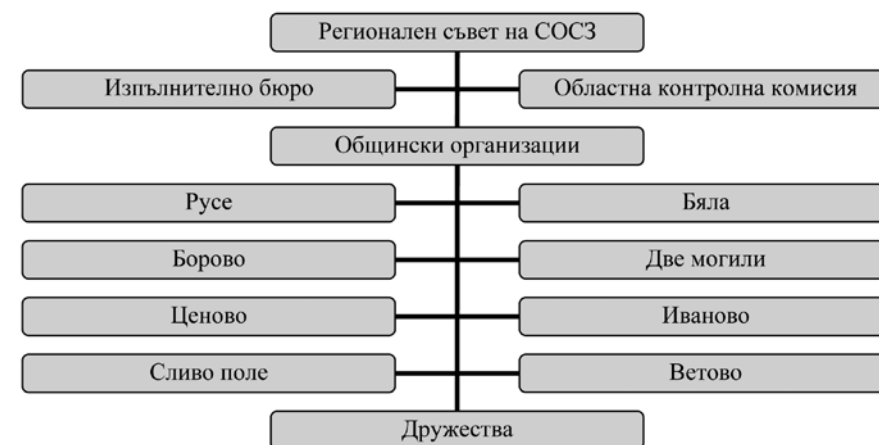 Регионален съвет на СОСЗ
Изпълнително бюро
Областна контролна комисия
Общински организации
Русе
Бяла
Борово
Две могили
Ценово
Иваново
Сливо поле
Ветово
Дружества